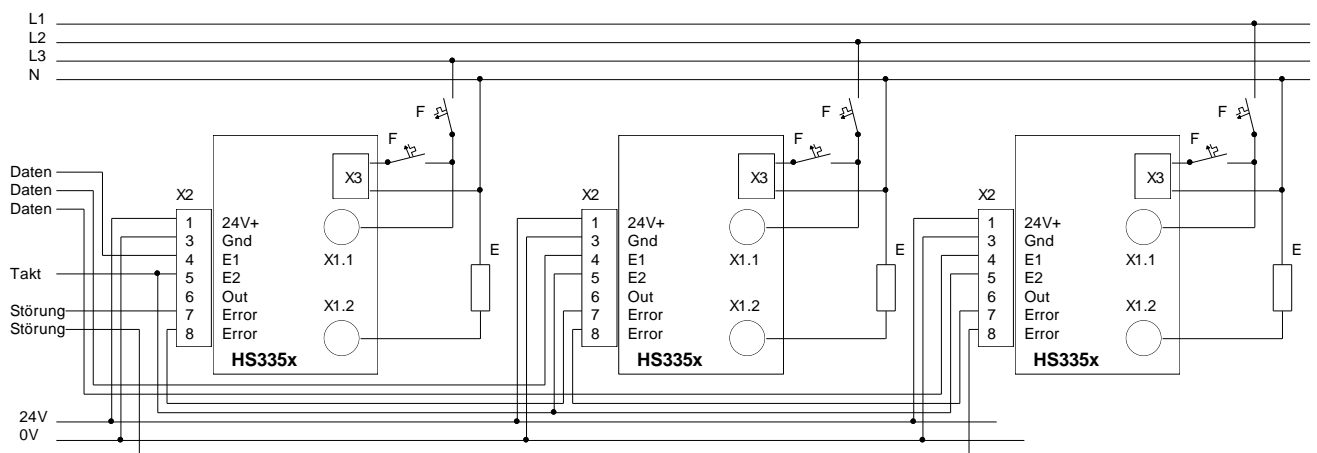 L1
L2
L3
N
F
F
F
F
F
F
Daten
Daten
Daten
Takt
Störung
Störung
24V
0V
X2
1 24V+
3 Gnd
4 E1
5 E2
6 Out
7 Error
8 Error
X3
X1.1
X1.2
HS335x
E
X2
1 24V+
3 Gnd
4 E1
5 E2
6 Out
7 Error
8 Error
X3
X1.1
X1.2
HS335x
E
X2
1 24V+
3 Gnd
4 E1
5 E2
6 Out
7 Error
8 Error
X3
X1.1
X1.2
HS335x
E